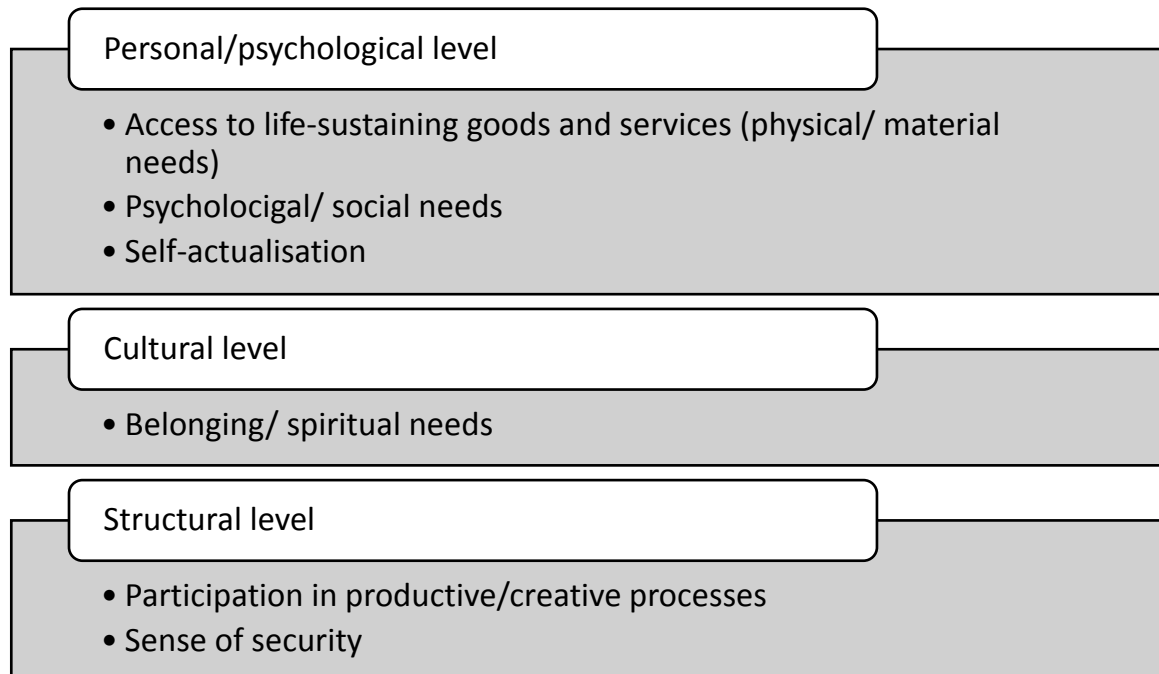 Personal/psychological level
• Access to life-sustaining goods and services (physical/ material
needs)
• Psycholocigal/ social needs
• Self-actualisation
Cultural level
• Belonging/ spiritual needs
Structural level
• Participation in productive/creative processes
• Sense of security